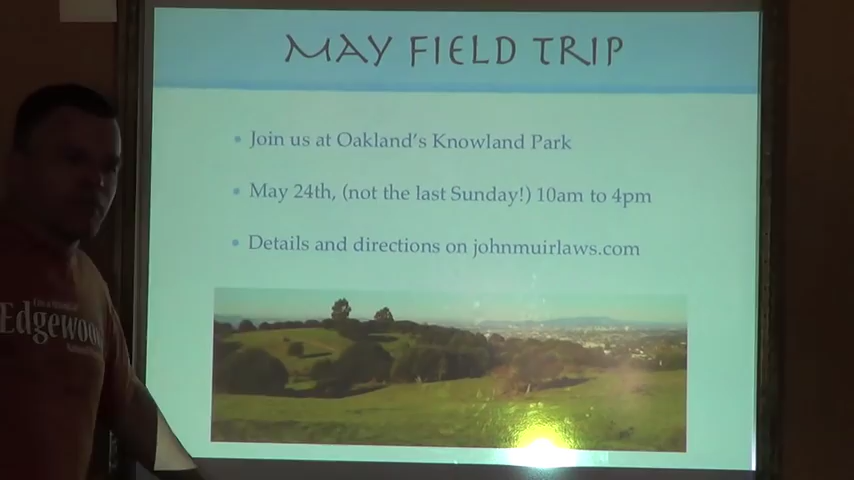 MAY FIELD TRIP
Join us at Oakland's Knowland Park
May 24th, (not the last Sunday!) 10am to 4pm
Details and directions on johnmuirlaws.com
Edgewood